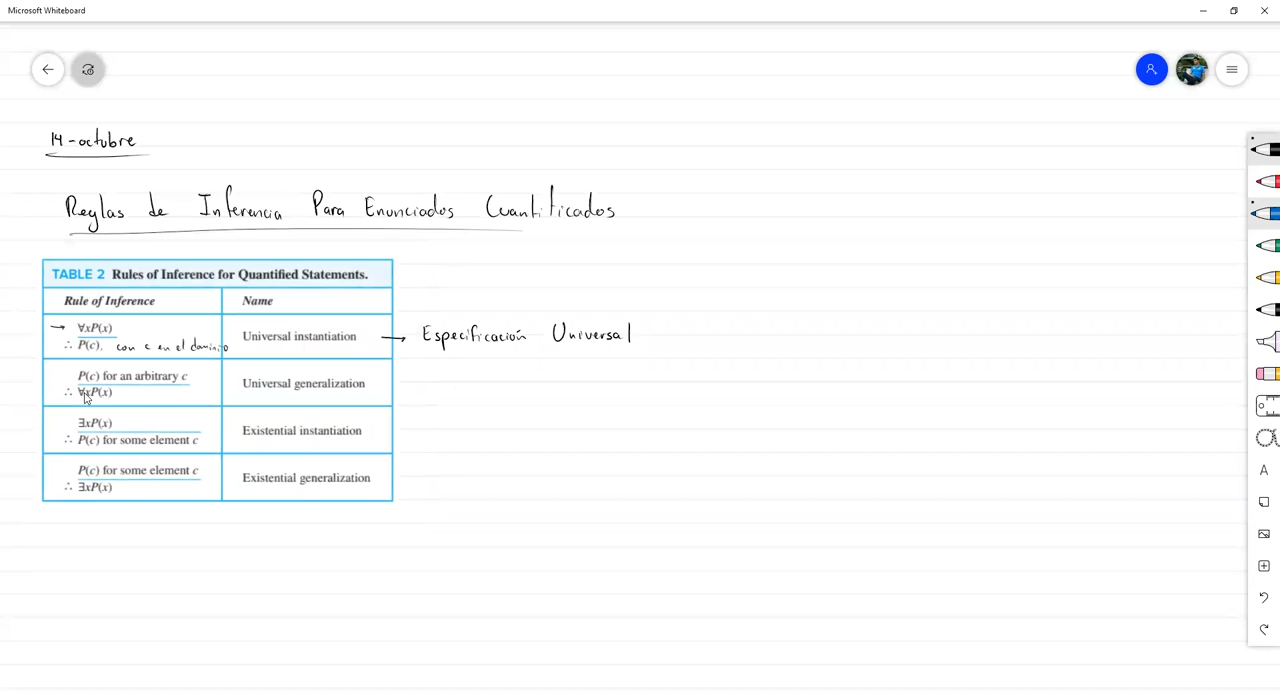 Microsoft Whiteboard
14-octubre
Reglas de Inferencia Para Enunciados Cuantificados
TABLE 2 Rules of Inference for Quantified Statements.
Rule of Inference Name
→ ∀xP(x)
∴ P(c), con c en el dominio
Universal instantiation → Especificación Universal
P(c) for an arbitrary c
∴ ∀xP(x)
Universal generalization
∃xP(x)
∴ P(c) for some element c
Existential instantiation
P(c) for some element c
∴ ∃xP(x)
Existential generalization
A